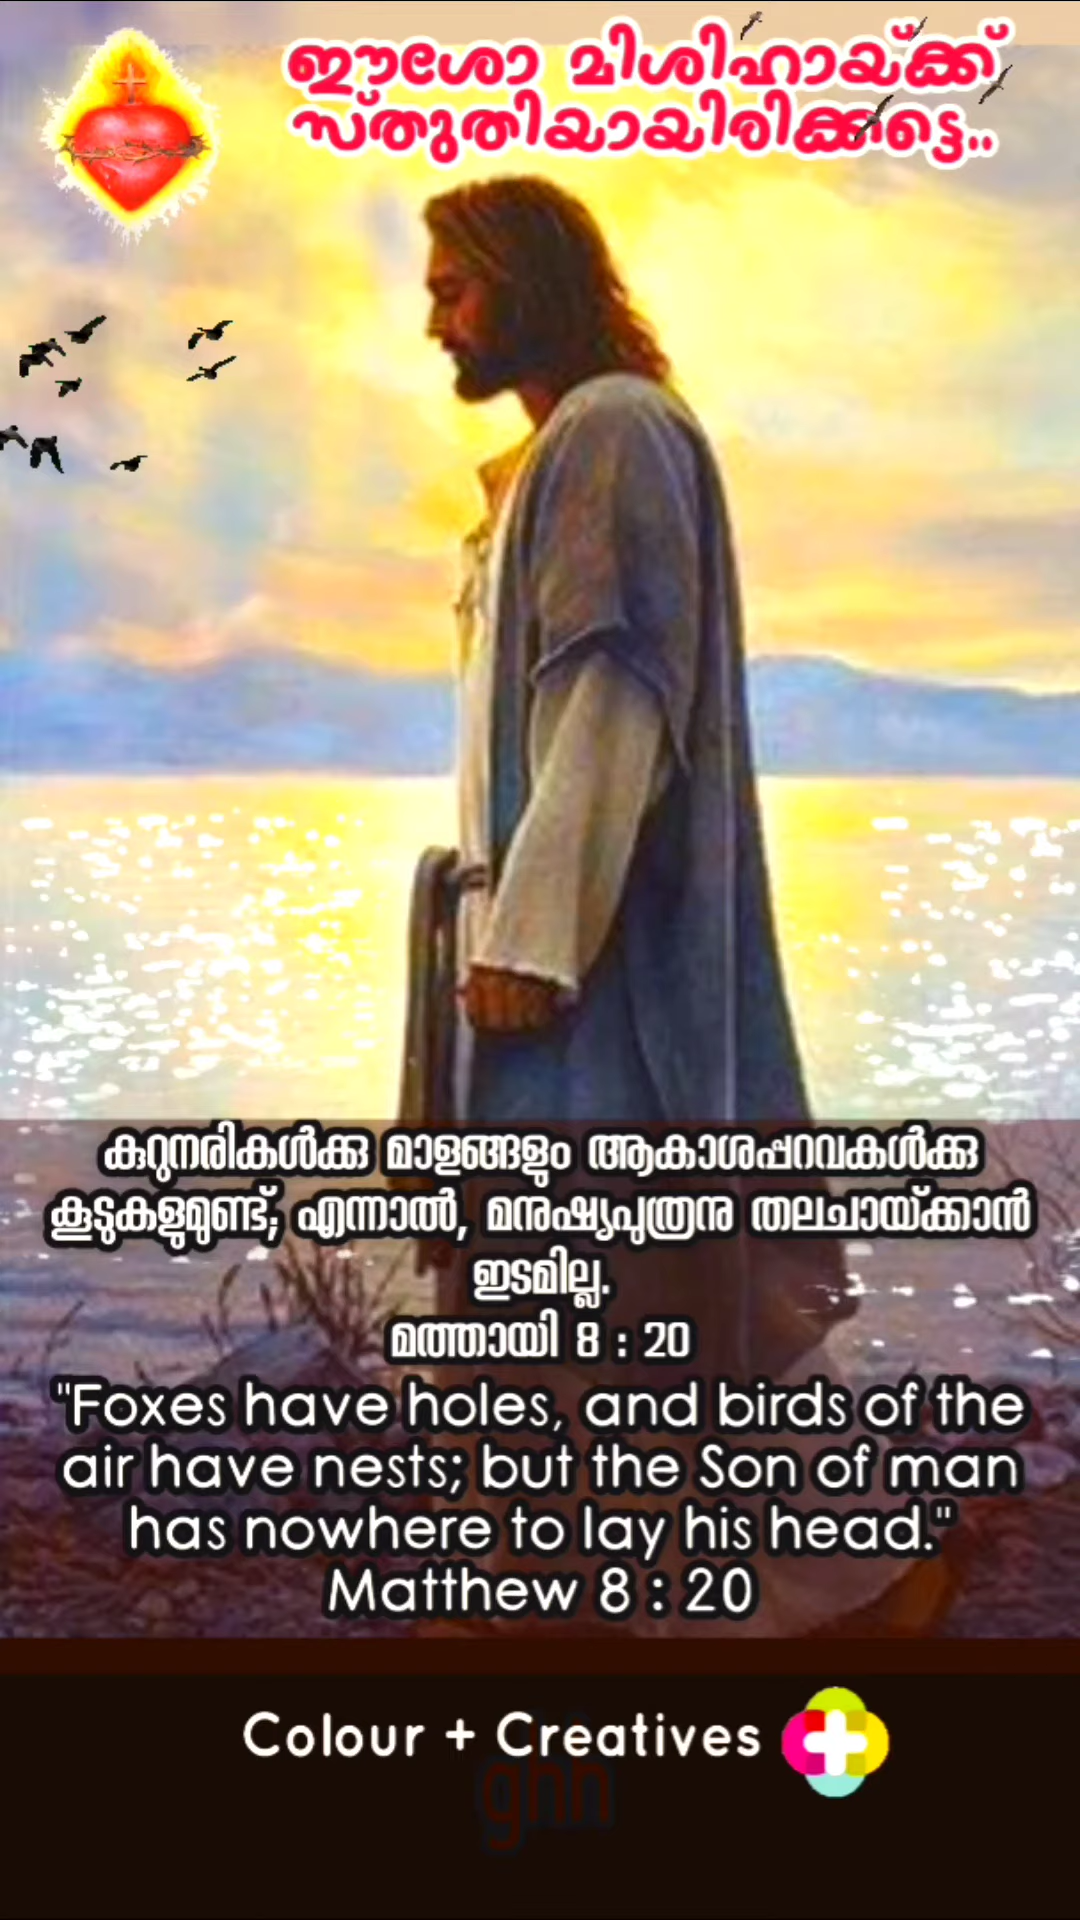 ഈശോ മിശിഹായ്ക്ക്
സ്തുതിയായിരിക്കട്ടെ..
കുറുനരികൾക്കു മാളങ്ങളും ആകാശപ്പറവകൾക്കു
കൂടുകളുമുണ്ട്; എന്നാൽ, മനുഷ്യപുത്രനു തലചായ്ക്കാൻ
ഇടമില്ല.
മത്തായി 8 : 20
"Foxes have holes, and birds of the
air have nests; but the Son of man
has nowhere to lay his head."
Matthew 8 : 20
Colour + Creatives
ghh